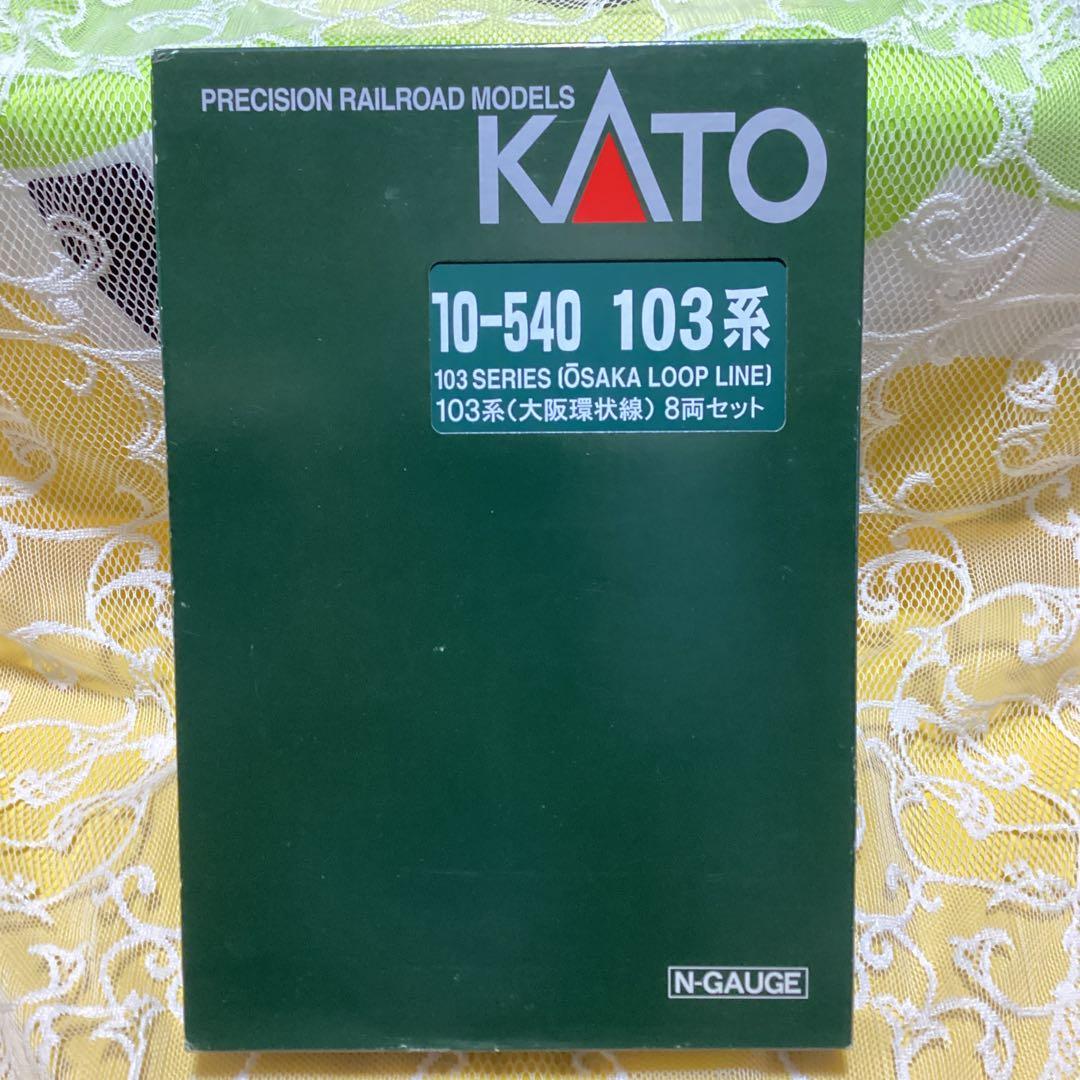 PRECISION RAILROAD MODELS
KATO
10-540 103系
103 SERIES (ŌSAKA LOOP LINE)
103系(大阪環状線) 8両セット
N-GAUGE